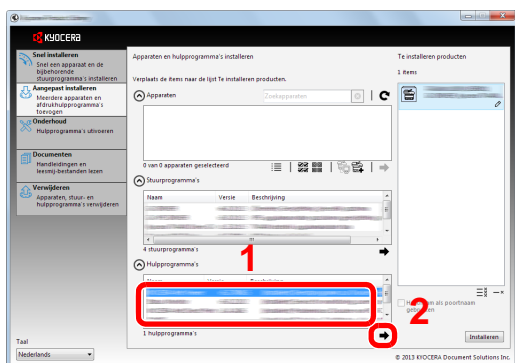 KYOCERA
Snel installeren
Snel een apparaat en de
bijbehorende
stuurprogramma's installeren
Aangepast installeren
Meerdere apparaten en
afdrukhulpprogramma's
toevoegen
Onderhoud
Hulpprogramma's uitvoeren
Documenten
Handleidingen en
leesmij-bestanden lezen
Verwijderen
Apparaten, stuur- en
hulpprogramma's verwijderen
Taal
Nederlands
Apparaten en hulpprogramma's installeren
Verplaats de items naar de lijst Te installeren producten.
Apparaten
Zoekapparaten
0 van 0 apparaten geselecteerd
Stuurprogramma's
Naam Versie Beschrijving
4 stuurprogramma's
1
Hulpprogramma's
Naam
1 hulpprogramma's
2
Te installeren producten
1 items
als poortnaam
Installeren
© 2013 KYOCERA Document Solutions Inc.